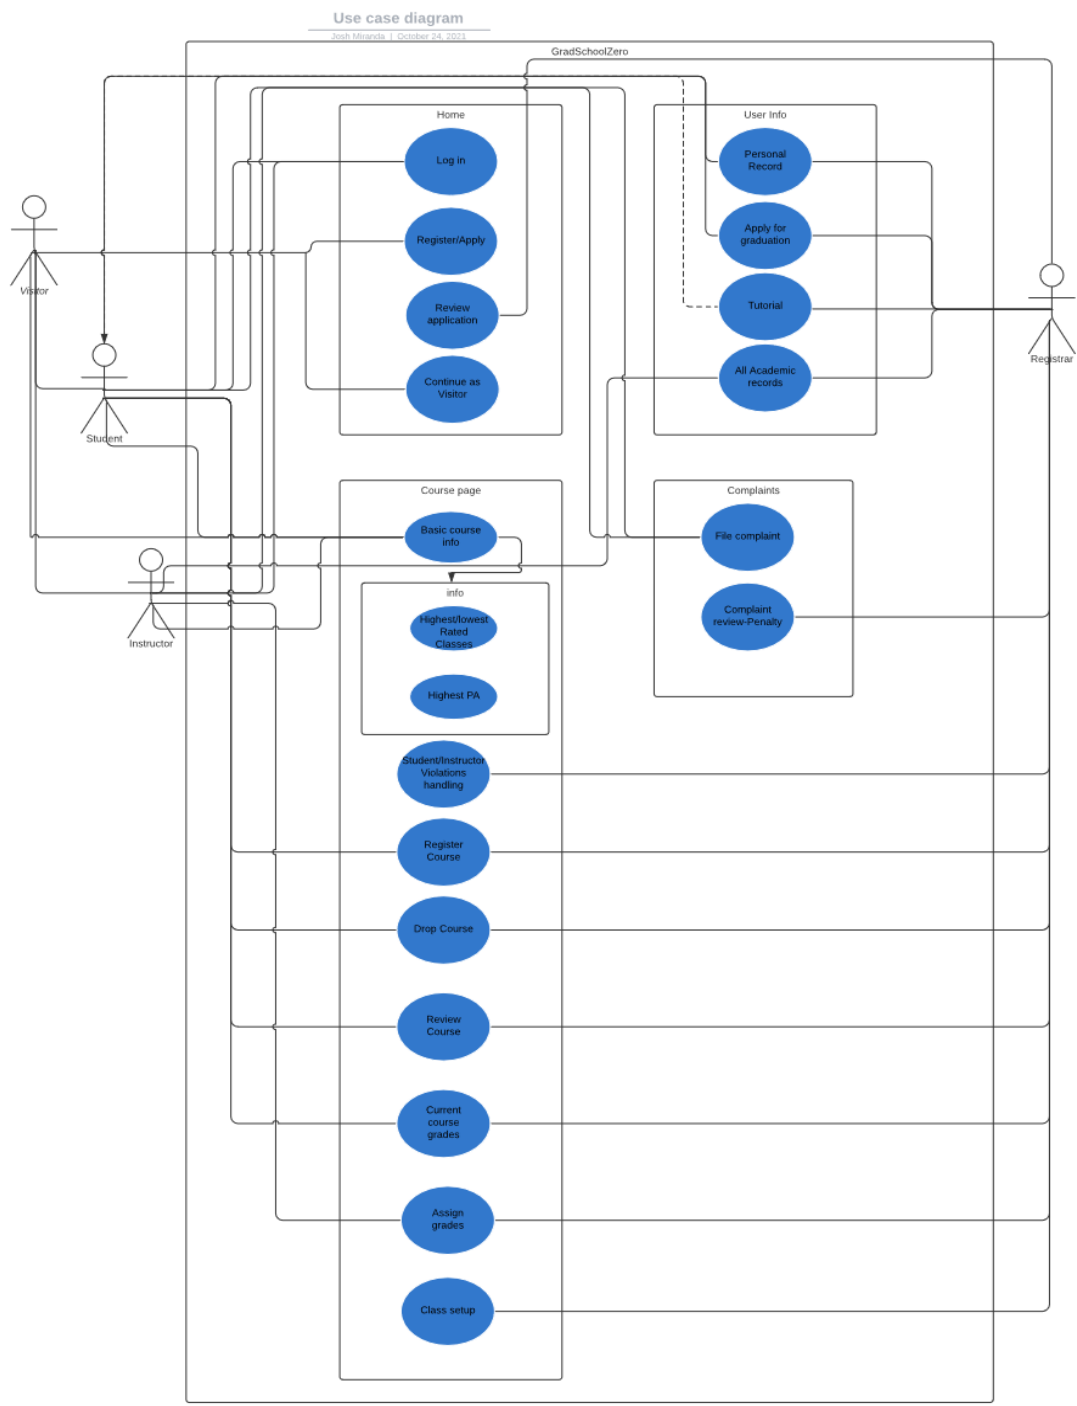 Use case diagram
Josh Miranda | October 24, 2021
GradSchoolZero
Home
Log in
Register/Apply
Review
application
Continue as
Visitor
User Info
Personal
Record
Apply for
graduation
Tutorial
All Academic
records
Visitor
Student
Instructor
Registrar
Course page
Basic course
info
info
Highest/lowest
Rated
Classes
Highest PA
Student/Instructor
Violations
handling
Register
Course
Drop Course
Review
Course
Current
course
grades
Assign
grades
Class setup
Complaints
File complaint
Complaint
review-Penalty